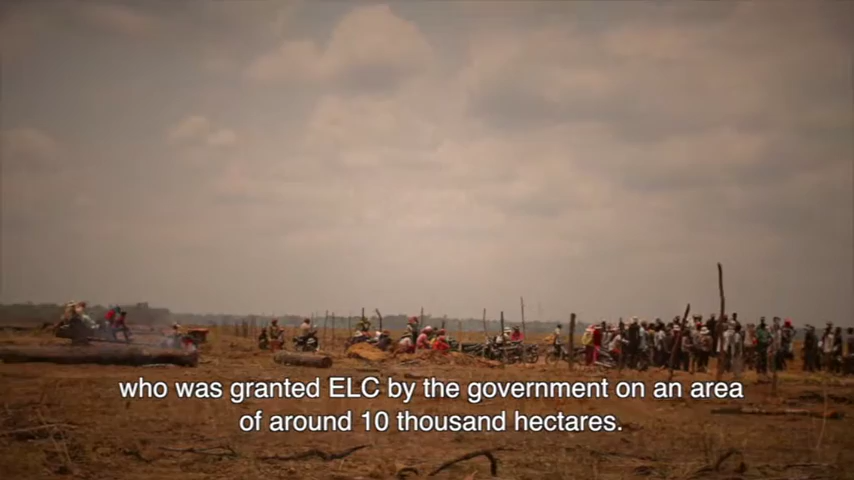 who was granted ELC by the government on an area
of around 10 thousand hectares.